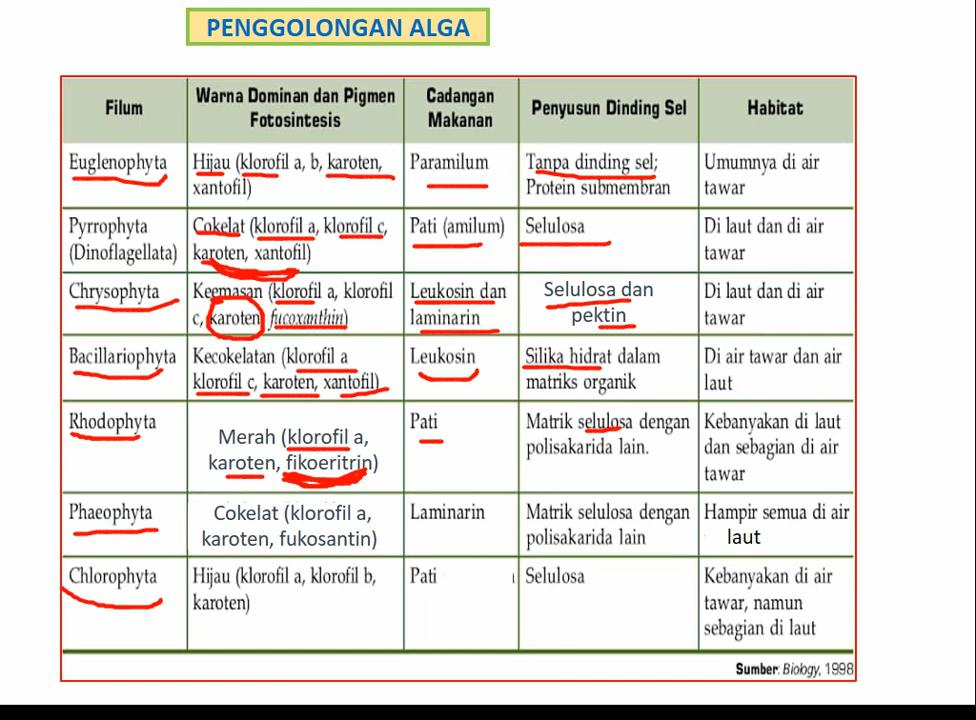 PENGGOLONGAN ALGA
Filum
Warna Dominan dan Pigmen
Fotosintesis
Cadangan
Makanan
Penyusun Dinding Sel
Habitat
Euglenophyta
Hijau (klorofil a, b, karoten,
xantofil)
Paramilum
Tanpa dinding sel;
Protein submembran
Umumnya di air
tawar
Pyrrophyta
(Dinoflagellata)
Cokelat (klorofil a, klorofil c,
karoten, xantofil)
Pati (amilum)
Selulosa
Di laut dan di air
tawar
Chrysophyta
Keemasan (klorofil a, klorofil
c, karoten fucoxanthin)
Leukosin dan
laminarin
Selulosa dan
pektin
Di laut dan di air
tawar
Bacillariophyta
Kecokelatan (klorofil a
klorofil c, karoten, xantofil)
Leukosin
Silika hidrat dalam
matriks organik
Di air tawar dan air
laut
Rhodophyta
Merah (klorofil a,
karoten, fikoeritrin)
Pati
Matrik selulosa dengan
polisakarida lain.
Kebanyakan di laut
dan sebagian di air
tawar
Phaeophyta
Cokelat (klorofil a,
karoten, fukosantin)
Laminarin
Matrik selulosa dengan
polisakarida lain
Hampir semua di air
laut
Chlorophyta
Hijau (klorofil a, klorofil b,
karoten)
Pati
Selulosa
Kebanyakan di air
tawar, namun
sebagian di laut
Sumber: Biology, 1998